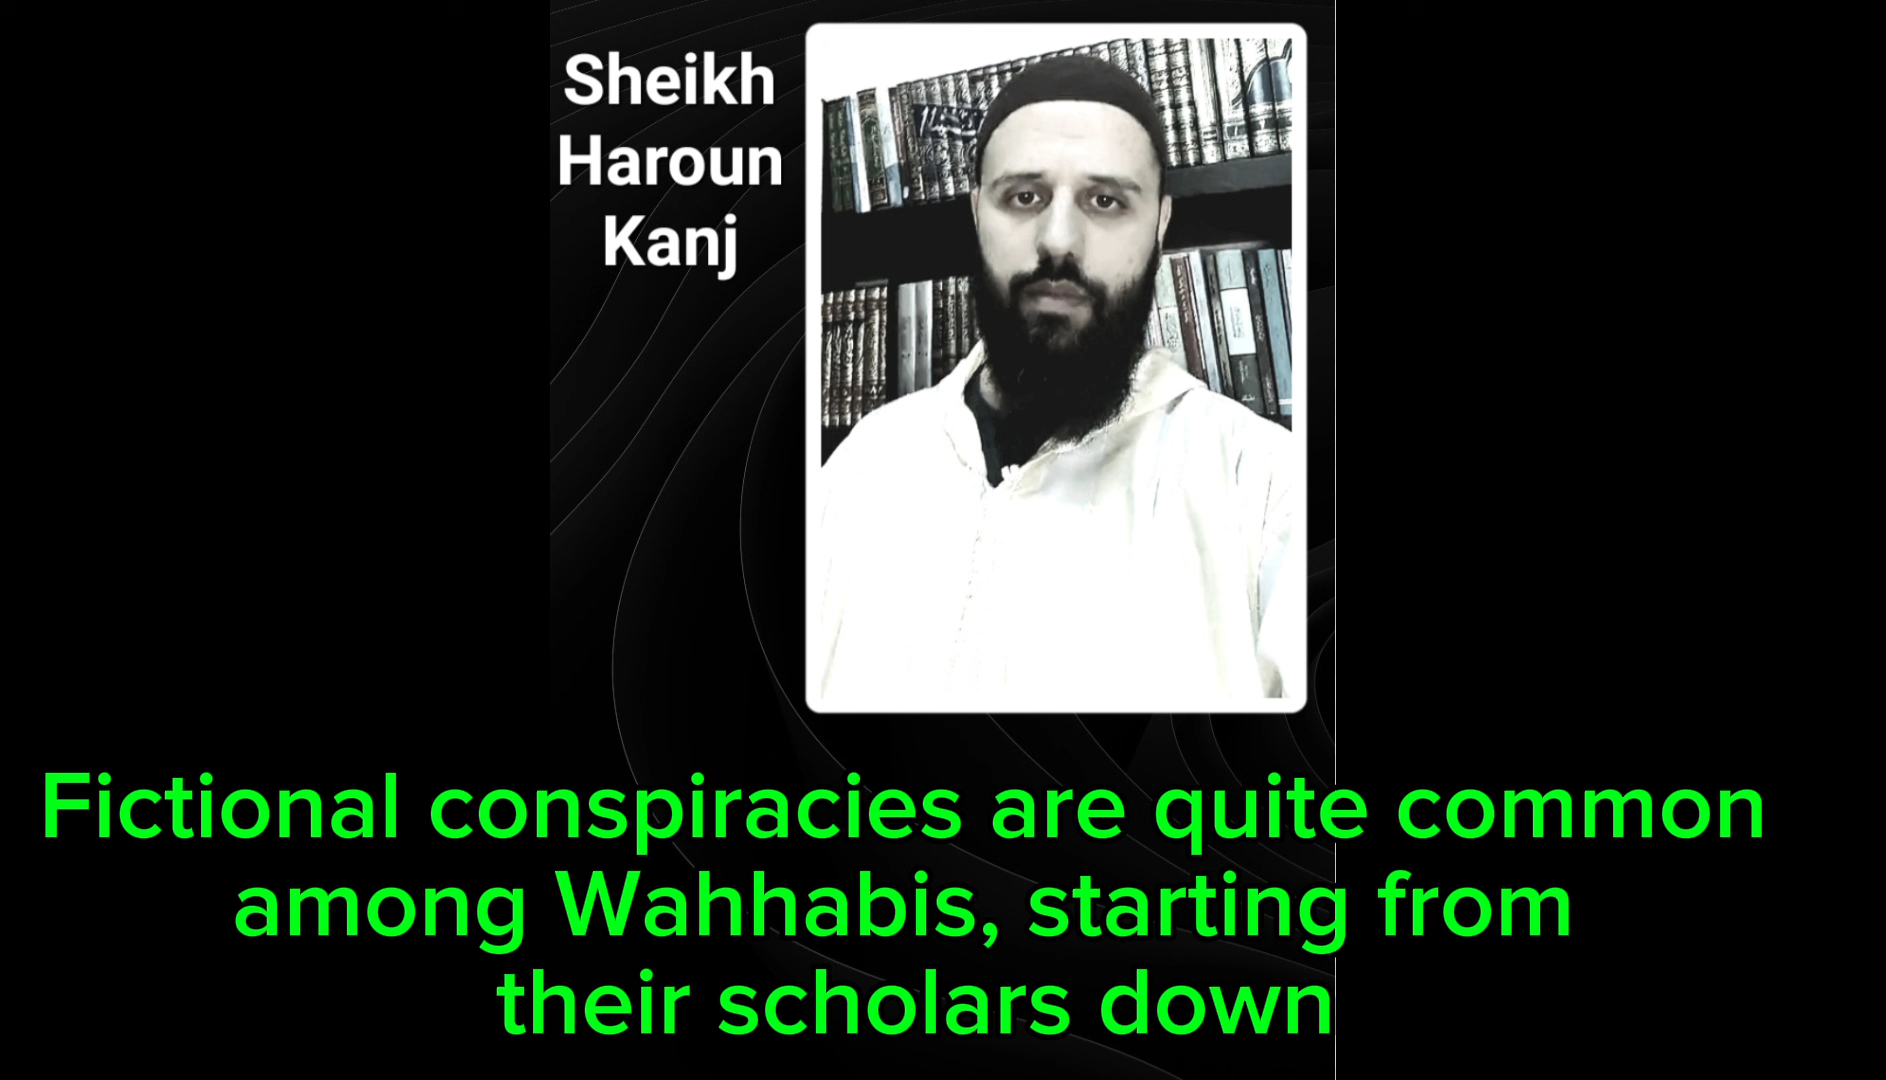 Sheikh
Haroun
Kanj
Fictional conspiracies are quite common
among Wahhabis, starting from
their scholars down